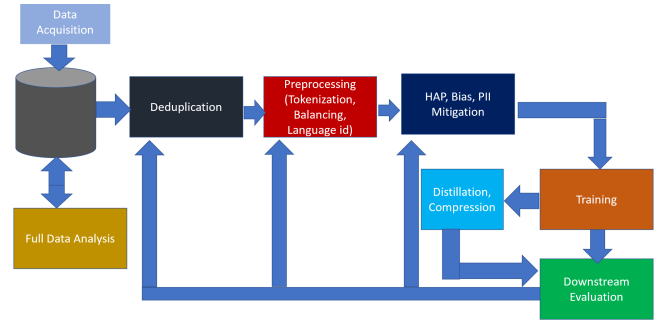 Data
Acquisition
Deduplication
Preprocessing
(Tokenization,
Balancing,
Language id)
HAP, Bias, PII
Mitigation
Full Data Analysis
Distillation,
Compression
Training
Downstream
Evaluation